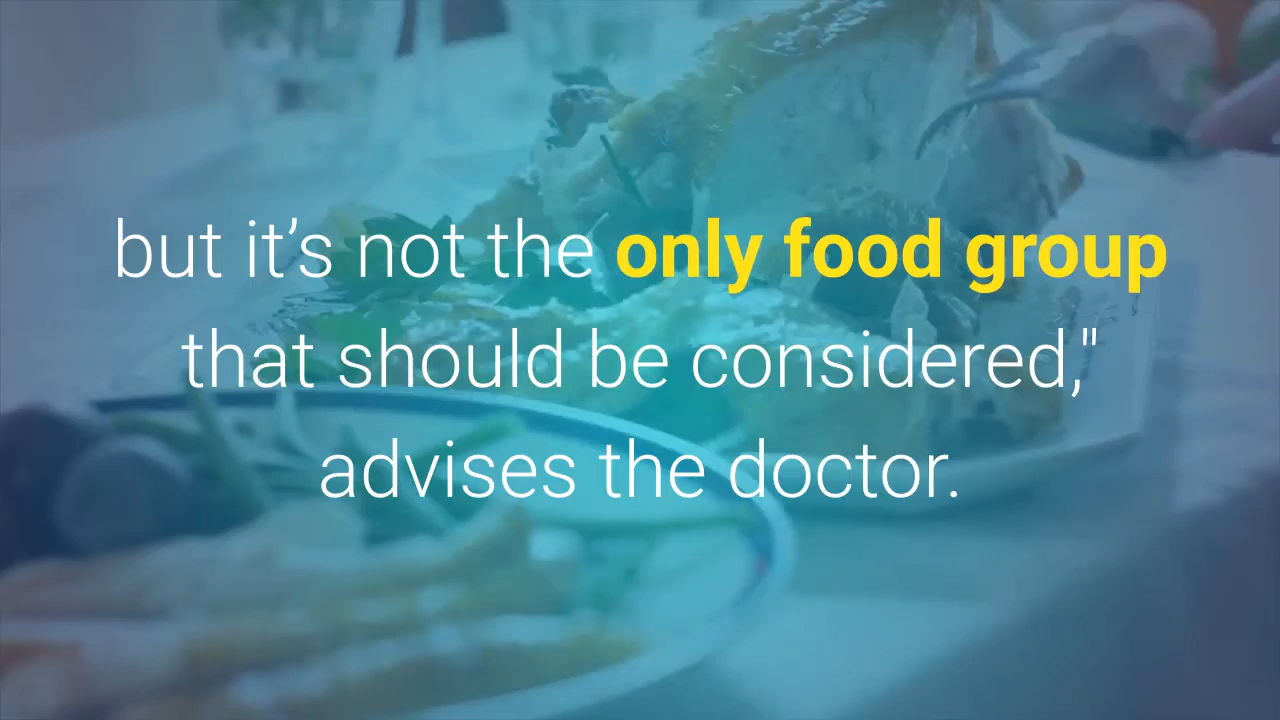 but it’s not the only food group
that should be considered,"
advises the doctor.